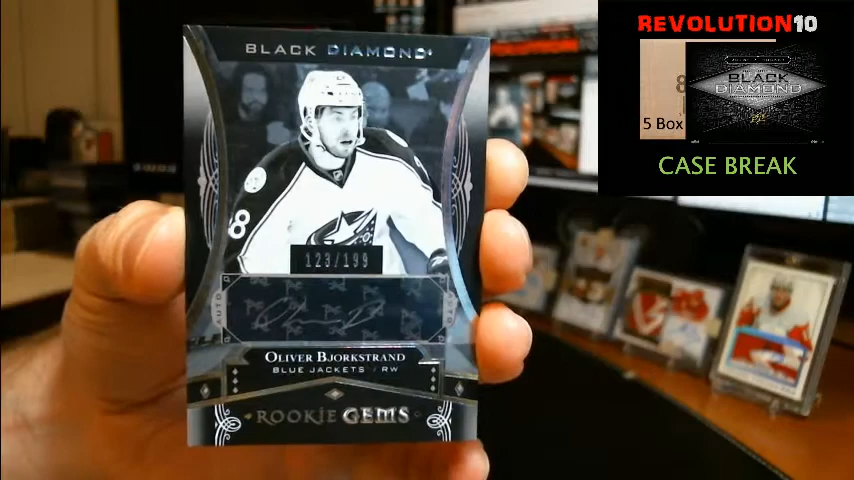 BLACK DIAMOND
8
123/199
AUTO
AUTO
OLIVER BJORKSTRAND
BLUE JACKETS / RW
ROOKIE GEMS
REVOLUTION10
8
BLACK
DIAMOND
5 Box
CASE BREAK